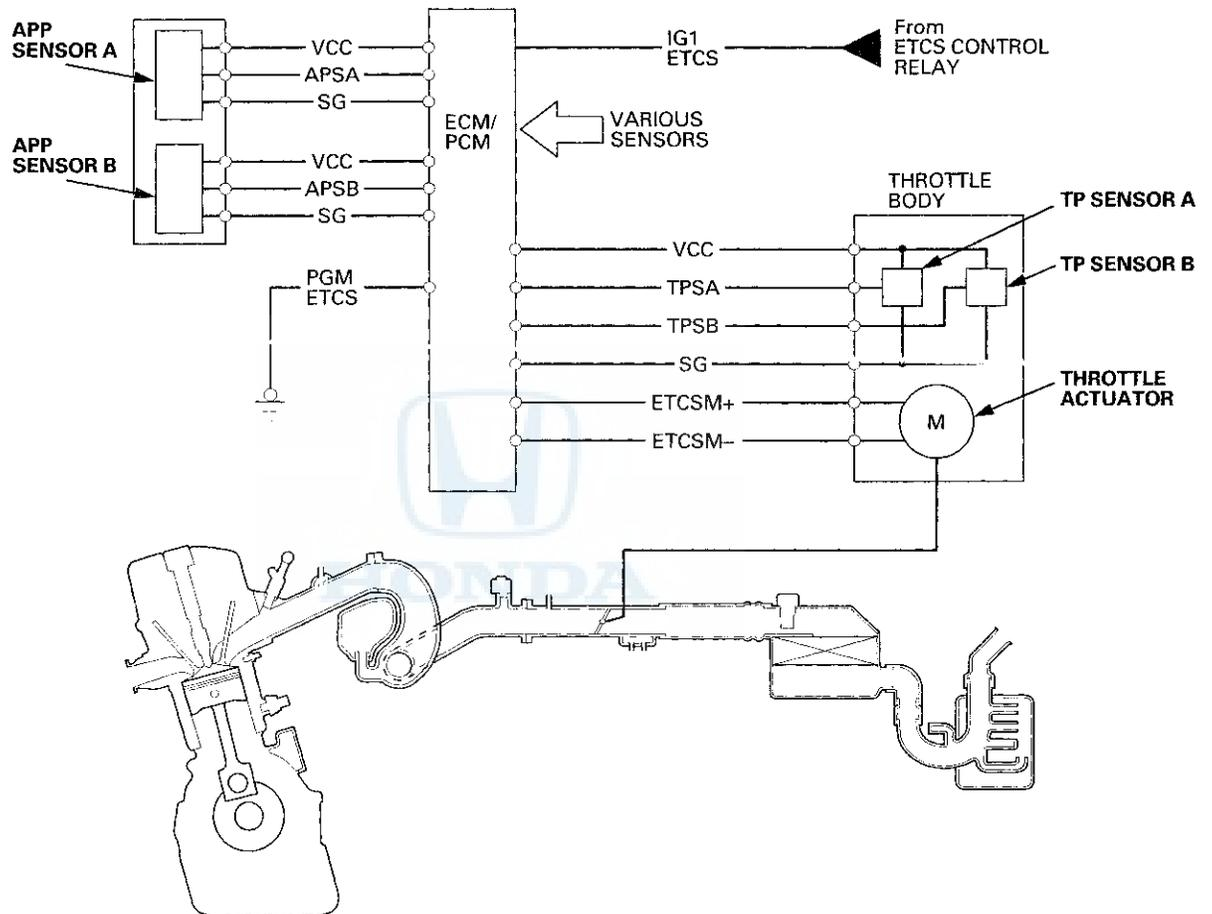 APP
SENSOR A
VCC
APSA
SG
APP
SENSOR B
VCC
APSB
SG
PGM
ETCS
ECM/
PCM
IG1
ETCS
From
ETCS CONTROL
RELAY
VARIOUS
SENSORS
THROTTLE
BODY
TP SENSOR A
TP SENSOR B
VCC
TPSA
TPSB
SG
ETCSM+
ETCSM–
M
THROTTLE
ACTUATOR
HONDA